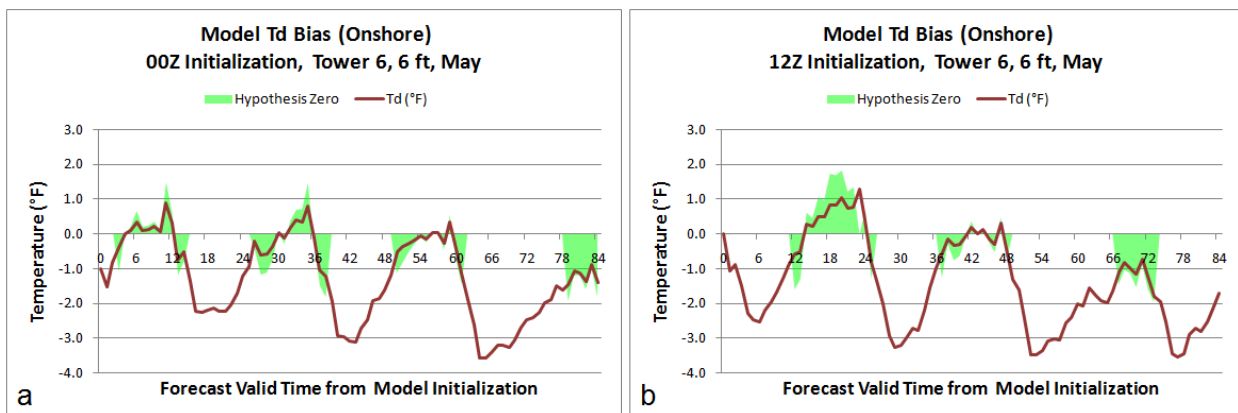 Model Td Bias (Onshore)
00Z Initialization, Tower 6, 6 ft, May
Hypothesis Zero
Td (°F)
3.0
2.0
1.0
0.0
-1.0
-2.0
-3.0
-4.0
0 6 12 18 24 30 36 42 48 54 60 66 72 78 84
Temperature (°F)
Forecast Valid Time from Model Initialization
a
Model Td Bias (Onshore)
12Z Initialization, Tower 6, 6 ft, May
Hypothesis Zero
Td (°F)
3.0
2.0
1.0
0.0
-1.0
-2.0
-3.0
-4.0
0 6 12 18 24 30 36 42 48 54 60 66 72 78 84
Temperature (°F)
Forecast Valid Time from Model Initialization
b